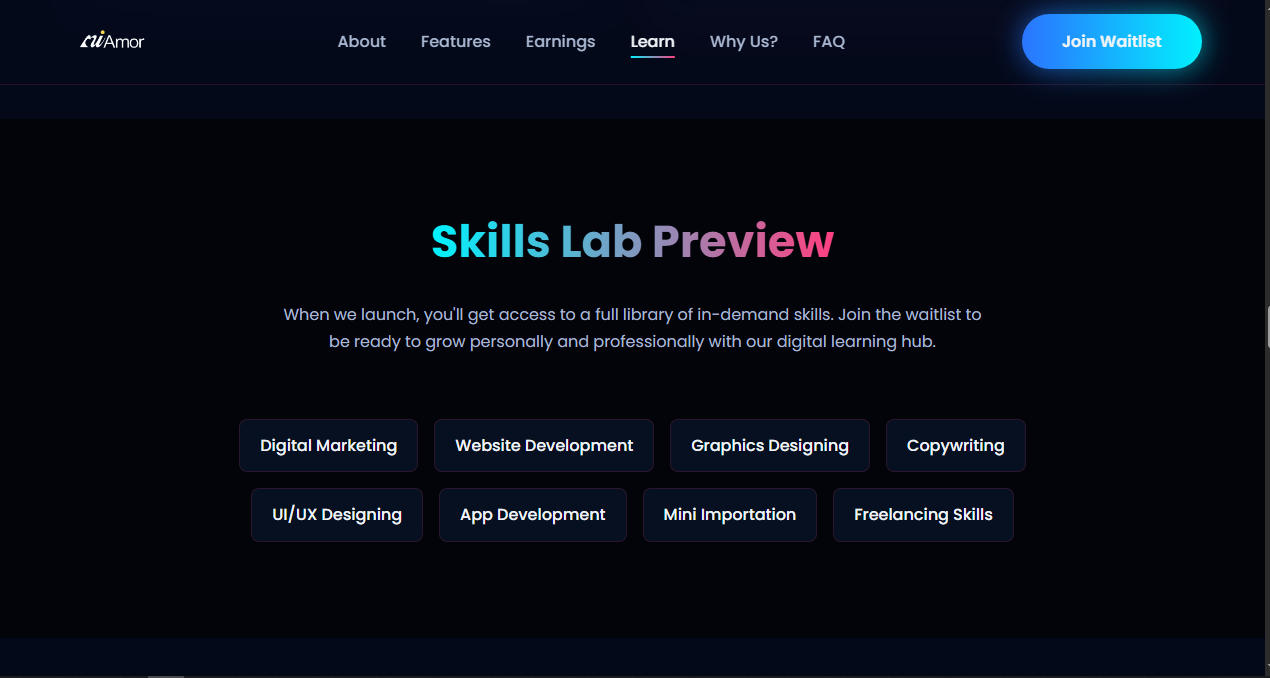 Amor
About Features Earnings Learn Why Us? FAQ Join Waitlist
Skills Lab Preview
When we launch, you'll get access to a full library of in-demand skills. Join the waitlist to
be ready to grow personally and professionally with our digital learning hub.
Digital Marketing Website Development Graphics Designing Copywriting
UI/UX Designing App Development Mini Importation Freelancing Skills